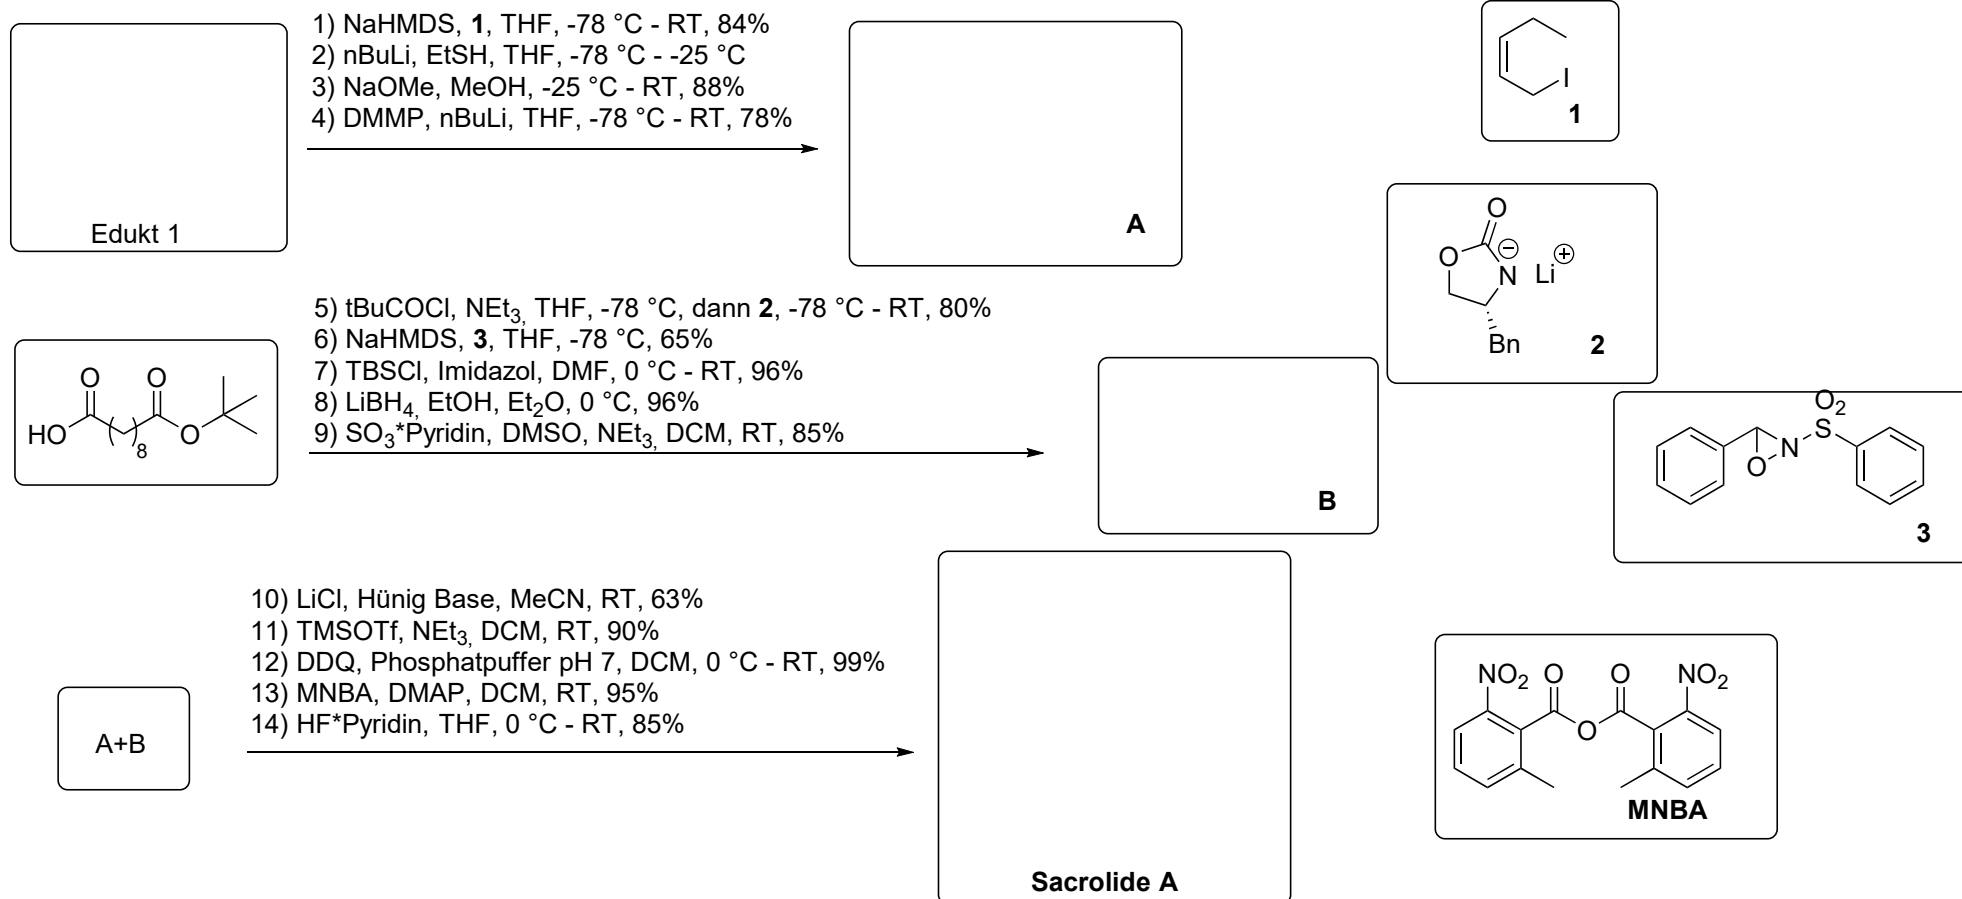 1) NaHMDS, 1, THF, -78 °C - RT, 84%
2) nBuLi, EtSH, THF, -78 °C - -25 °C
3) NaOMe, MeOH, -25 °C - RT, 88%
4) DMMP, nBuLi, THF, -78 °C - RT, 78%
Edukt 1
A
I
1
O
O
N
Li
Bn
2
5) tBuCOCl, NEt3, THF, -78 °C, dann 2, -78 °C - RT, 80%
6) NaHMDS, 3, THF, -78 °C, 65%
7) TBSCl, Imidazol, DMF, 0 °C - RT, 96%
8) LiBH4, EtOH, Et2O, 0 °C, 96%
9) SO3*Pyridin, DMSO, NEt3, DCM, RT, 85%
O O
HO ( )8 O
B
O2
S
N
O
3
10) LiCl, Hünig Base, MeCN, RT, 63%
11) TMSOTf, NEt3, DCM, RT, 90%
12) DDQ, Phosphatpuffer pH 7, DCM, 0 °C - RT, 99%
13) MNBA, DMAP, DCM, RT, 95%
14) HF*Pyridin, THF, 0 °C - RT, 85%
A+B
Sacrolide A
NO2 O O NO2
O
MNBA